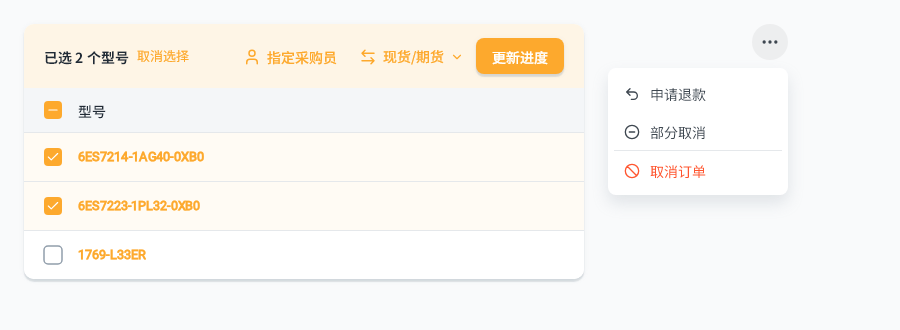 已选 2 个型号 取消选择 指定采购员 现货/期货 更新进度
型号
6ES7214-1AG40-0XB0
6ES7223-1PL32-0XB0
1769-L33ER
申请退款
部分取消
取消订单